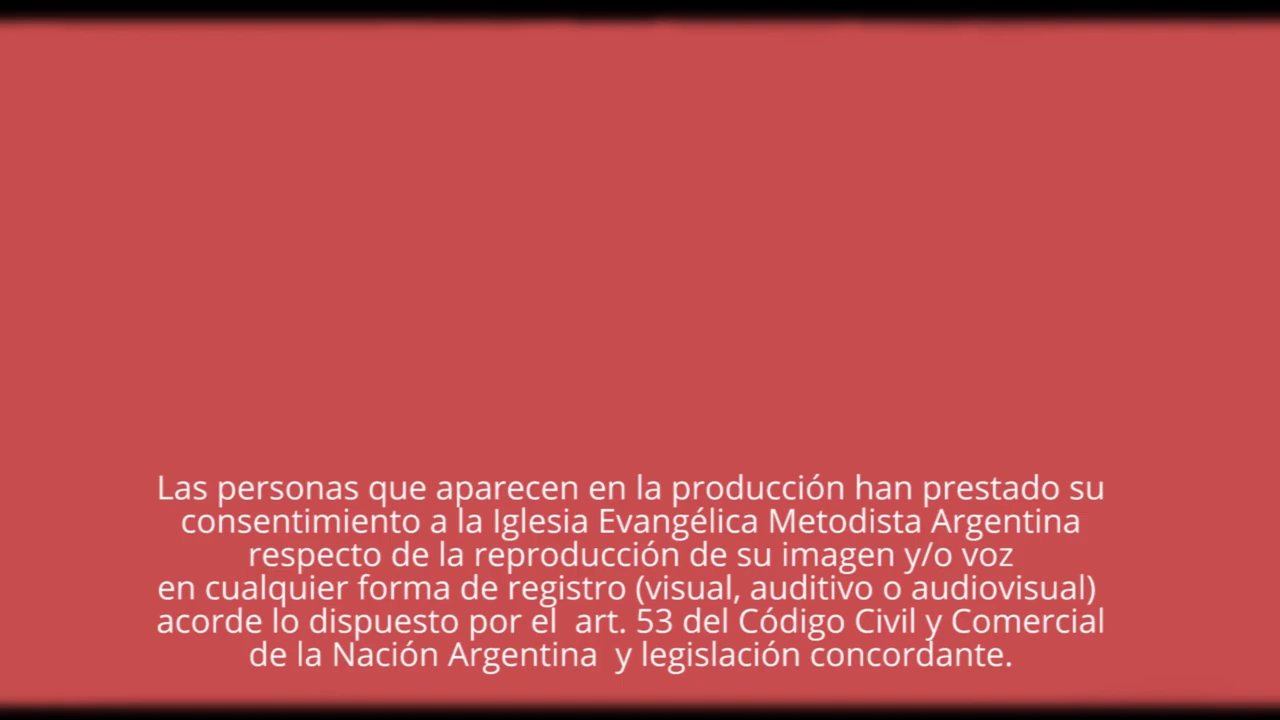 Las personas que aparecen en la producción han prestado su
consentimiento a la Iglesia Evangélica Metodista Argentina
respecto de la reproducción de su imagen y/o voz
en cualquier forma de registro (visual, auditivo o audiovisual)
acorde lo dispuesto por el  art. 53 del Código Civil y Comercial
de la Nación Argentina  y legislación concordante.